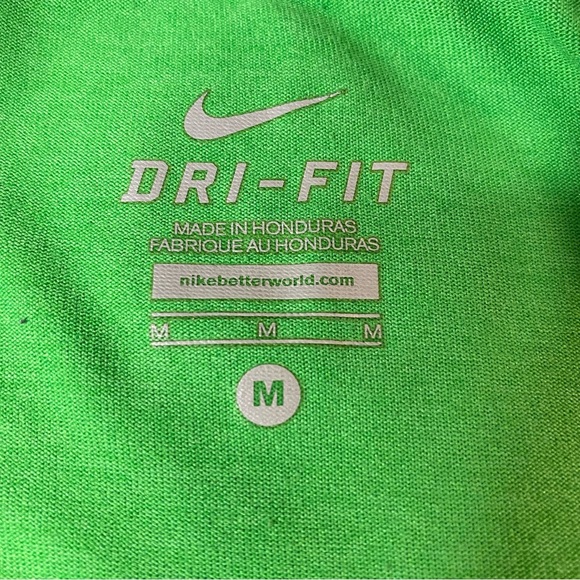 DRI-FIT
MADE IN HONDURAS
FABRIQUE AU HONDURAS
nikebetterworld.com
M M M
M